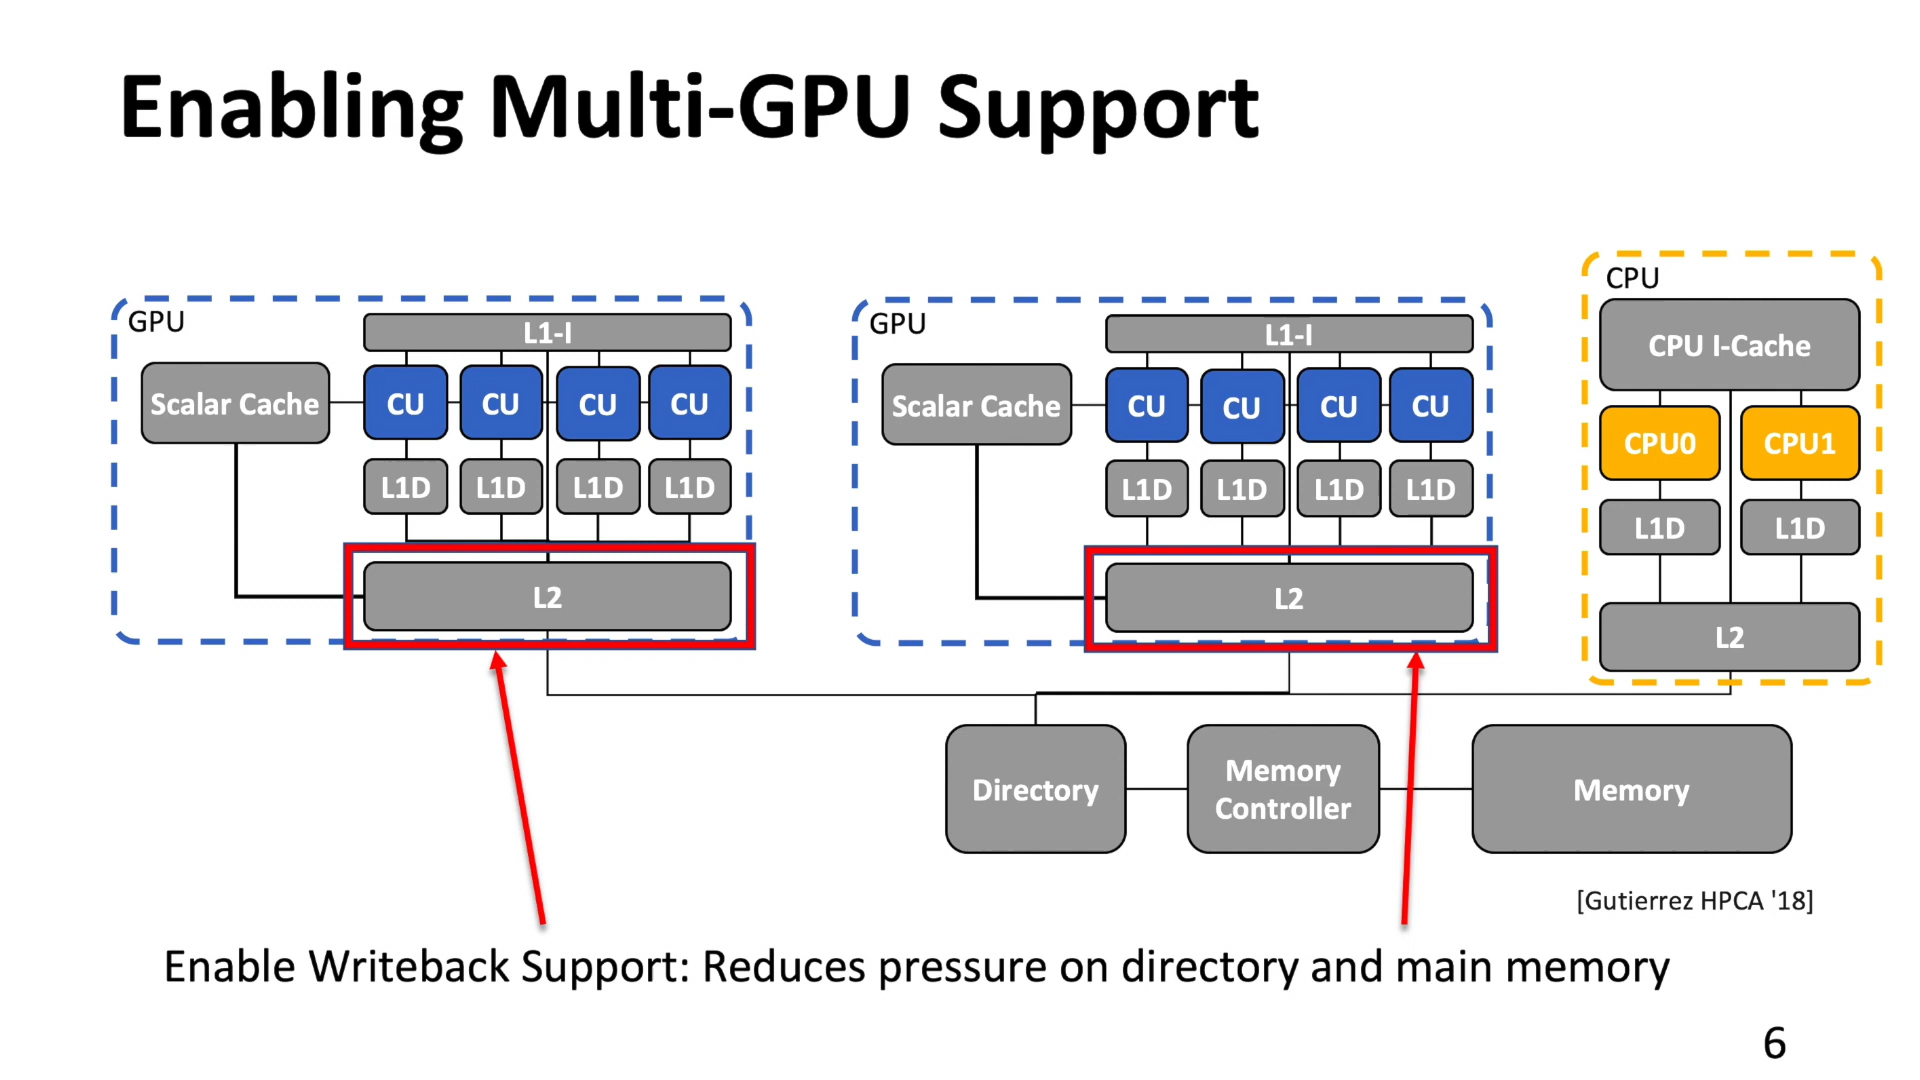 Enabling Multi-GPU Support
GPU
L1-I
Scalar Cache
CU CU CU CU
L1D L1D L1D L1D
L2
GPU
L1-I
Scalar Cache
CU CU CU CU
L1D L1D L1D L1D
L2
CPU
CPU I-Cache
CPU0 CPU1
L1D L1D
L2
Directory
Memory
Controller
Memory
[Gutierrez HPCA '18]
Enable Writeback Support: Reduces pressure on directory and main memory
6